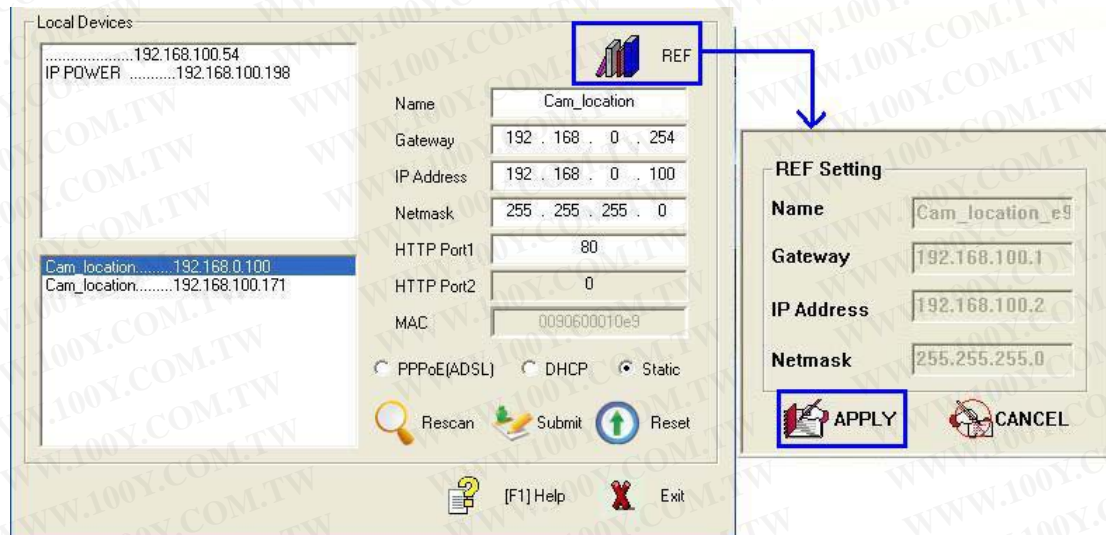 Local Devices
.....................192.168.100.54
IP POWER ...........192.168.100.198
Cam_location.........192.168.0.100
Cam_location.........192.168.100.171
REF
Name Cam_location
Gateway 192 . 168 . 0 . 254
IP Address 192 . 168 . 0 . 100
Netmask 255 . 255 . 255 . 0
HTTP Port1 80
HTTP Port2 0
MAC 0090600010e9
PPPoE(ADSL) DHCP Static
Rescan Submit Reset
[F1] Help Exit
REF Setting
Name Cam_location_e9
Gateway 192.168.100.1
IP Address 192.168.100.2
Netmask 255.255.255.0
APPLY CANCEL
WWW.100Y.COM.TW